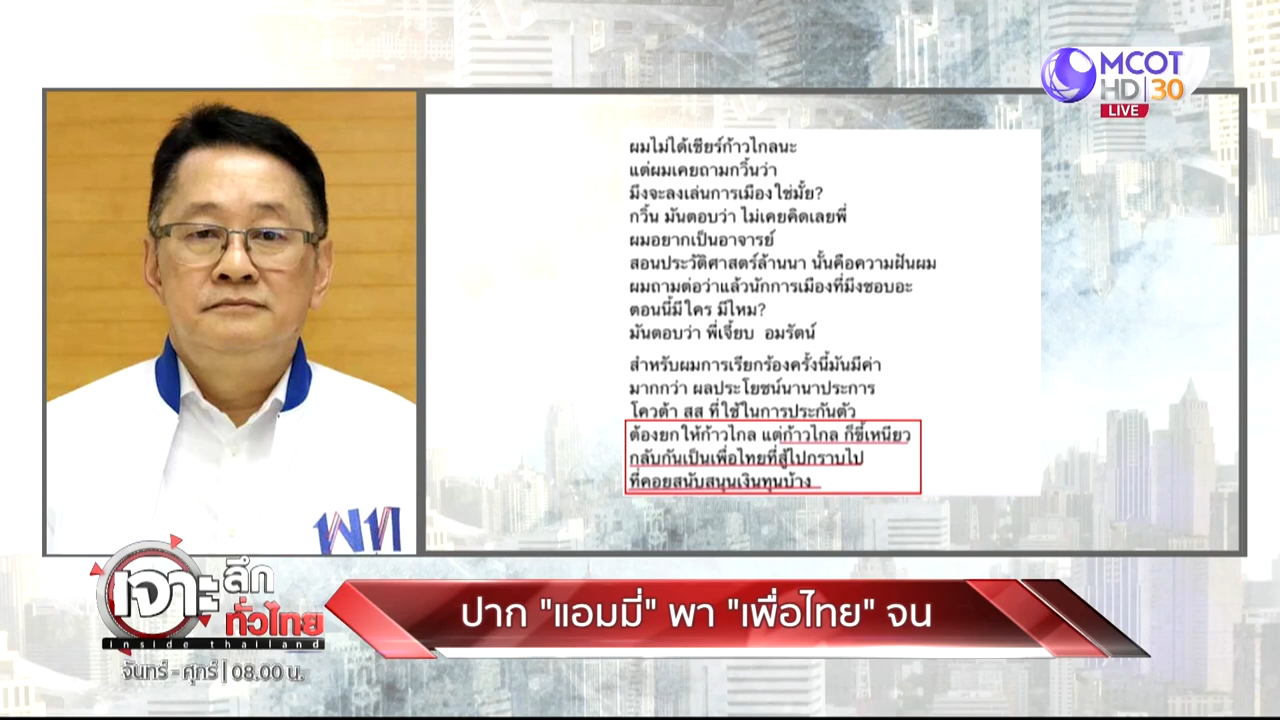 MCOT
HD 30
LIVE
ผมไม่ได้เชียร์ก้าวไกลนะ
แต่ผมเคยถามกวิ้นว่า
มึงจะลงเล่นการเมืองใช่มั้ย?
กวิ้น มันตอบว่า ไม่เคยคิดเลยพี่
ผมอยากเป็นอาจารย์
สอนประวัติศาสตร์ล้านนา นั้นคือความฝันผม
ผมถามต่อว่าแล้วนักการเมืองที่มึงชอบอะ
ตอนนี้มีใคร มีไหม?
มันตอบว่า พี่เจี๊ยบ อมรัตน์
สำหรับผมการเรียกร้องครั้งนี้มันมีค่า
มากกว่า ผลประโยชน์นานาประการ
โควต้า สส ที่ใช้ในการประกันตัว
ต้องยกให้ก้าวไกล แต่ก้าวไกล ก็ขี้เหนียว
กลับกันเป็นเพื่อไทยที่สู้ไปกราบไป
ที่คอยสนับสนุนเงินทุนบ้าง
พท
เจาะลึกทั่วไทย
inside thailand
จันทร์ - ศุกร์ | 08.00 น.
ปาก "แอมมี่" พา "เพื่อไทย" จน